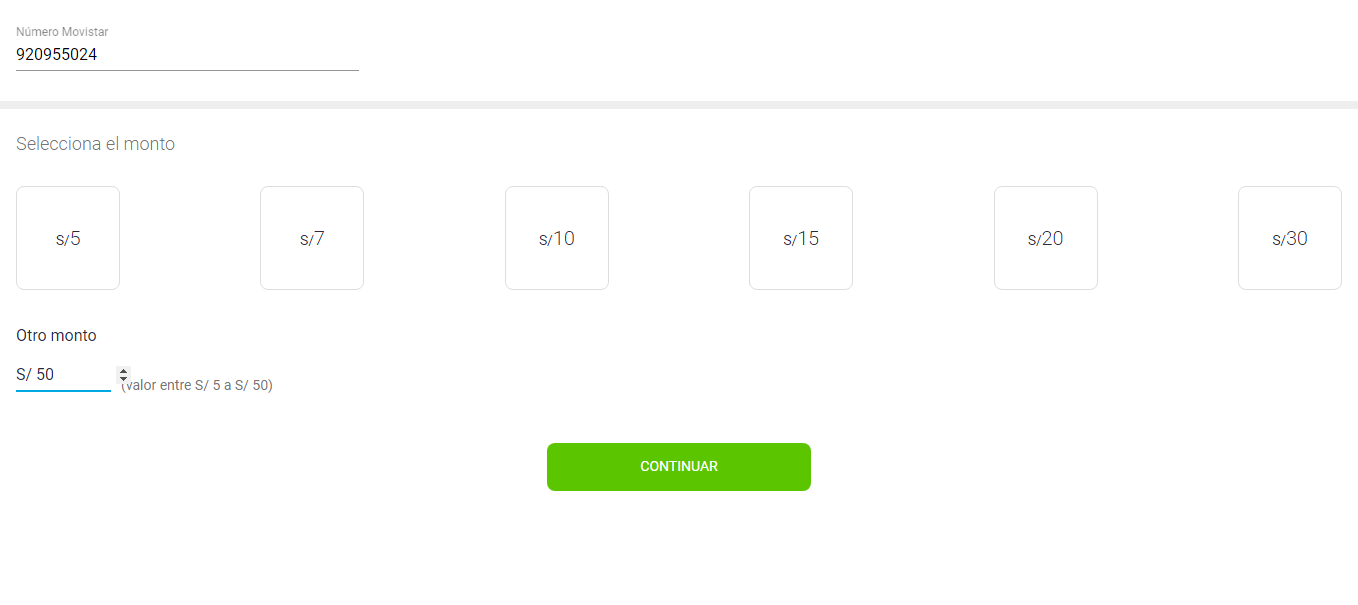 Número Movistar
920955024
Selecciona el monto
S/5
S/7
S/10
S/15
S/20
S/30
Otro monto
S/ 50
(valor entre S/ 5 a S/ 50)
CONTINUAR